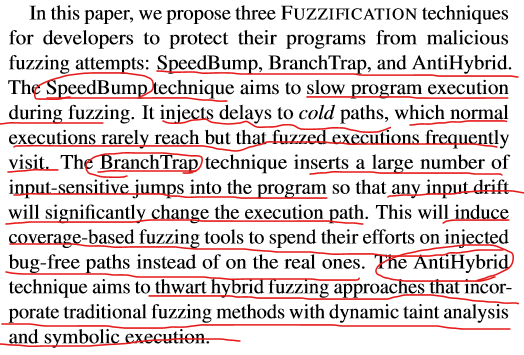 In this paper, we propose three FUZZIFICATION techniques
for developers to protect their programs from malicious
fuzzing attempts: SpeedBump, BranchTrap, and AntiHybrid.
The SpeedBump technique aims to slow program execution
during fuzzing. It injects delays to cold paths, which normal
executions rarely reach but that fuzzed executions frequently
visit. The BranchTrap technique inserts a large number of
input-sensitive jumps into the program so that any input drift
will significantly change the execution path. This will induce
coverage-based fuzzing tools to spend their efforts on injected
bug-free paths instead of on the real ones. The AntiHybrid
technique aims to thwart hybrid fuzzing approaches that incor-
porate traditional fuzzing methods with dynamic taint analysis
and symbolic execution.